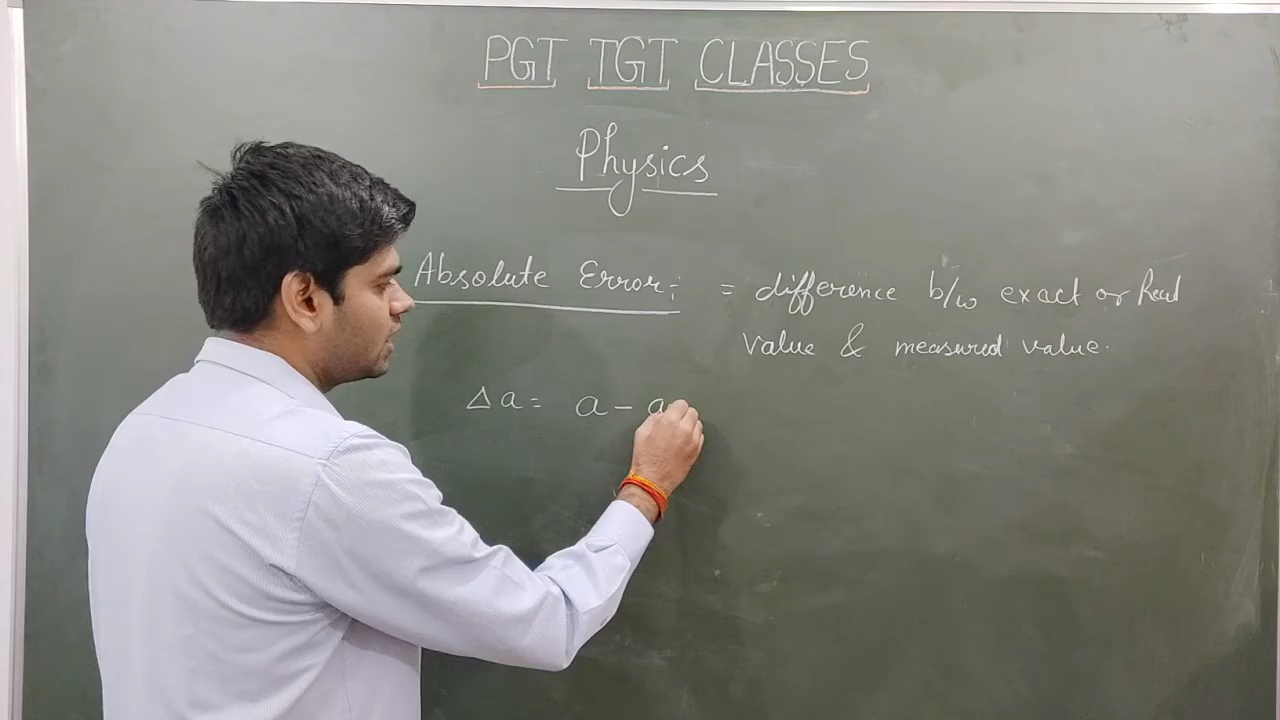 PGT TGT CLASSES
Physics
Absolute Error:- = difference b/w exact or Real
value & measured value.
Δa = a - a